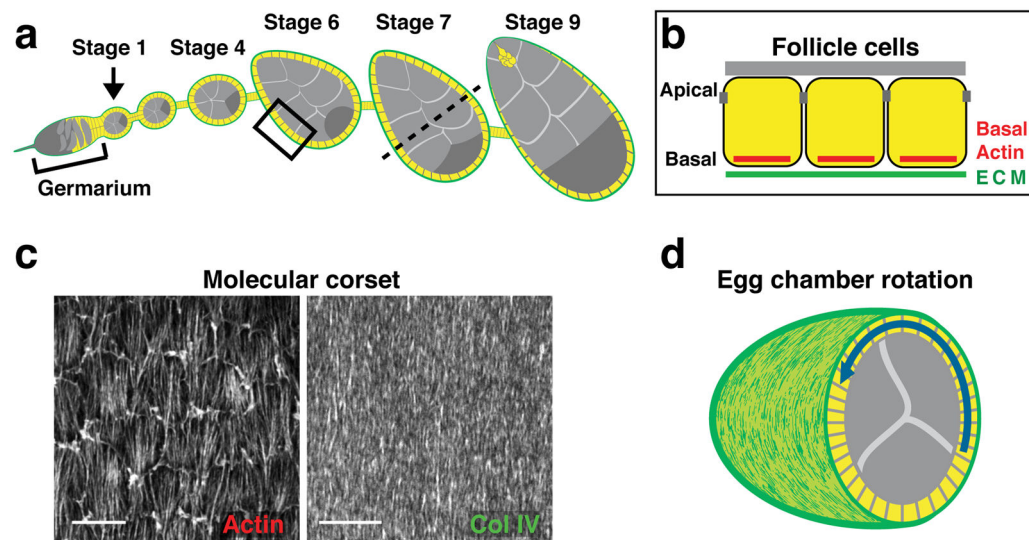 a
Stage 1
Stage 4
Stage 6
Stage 7
Stage 9
Germarium
b
Follicle cells
Apical
Basal
Basal
Actin
ECM
c
Molecular corset
Actin
Col IV
d
Egg chamber rotation